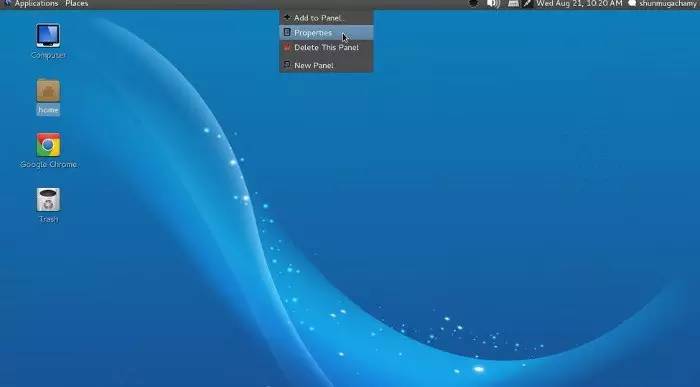 Applications Places Wed Aug 21, 10:20 AM shunmugachamy
Add to Panel...
Properties
Delete This Panel
New Panel
Computer
home
Google Chrome
Trash